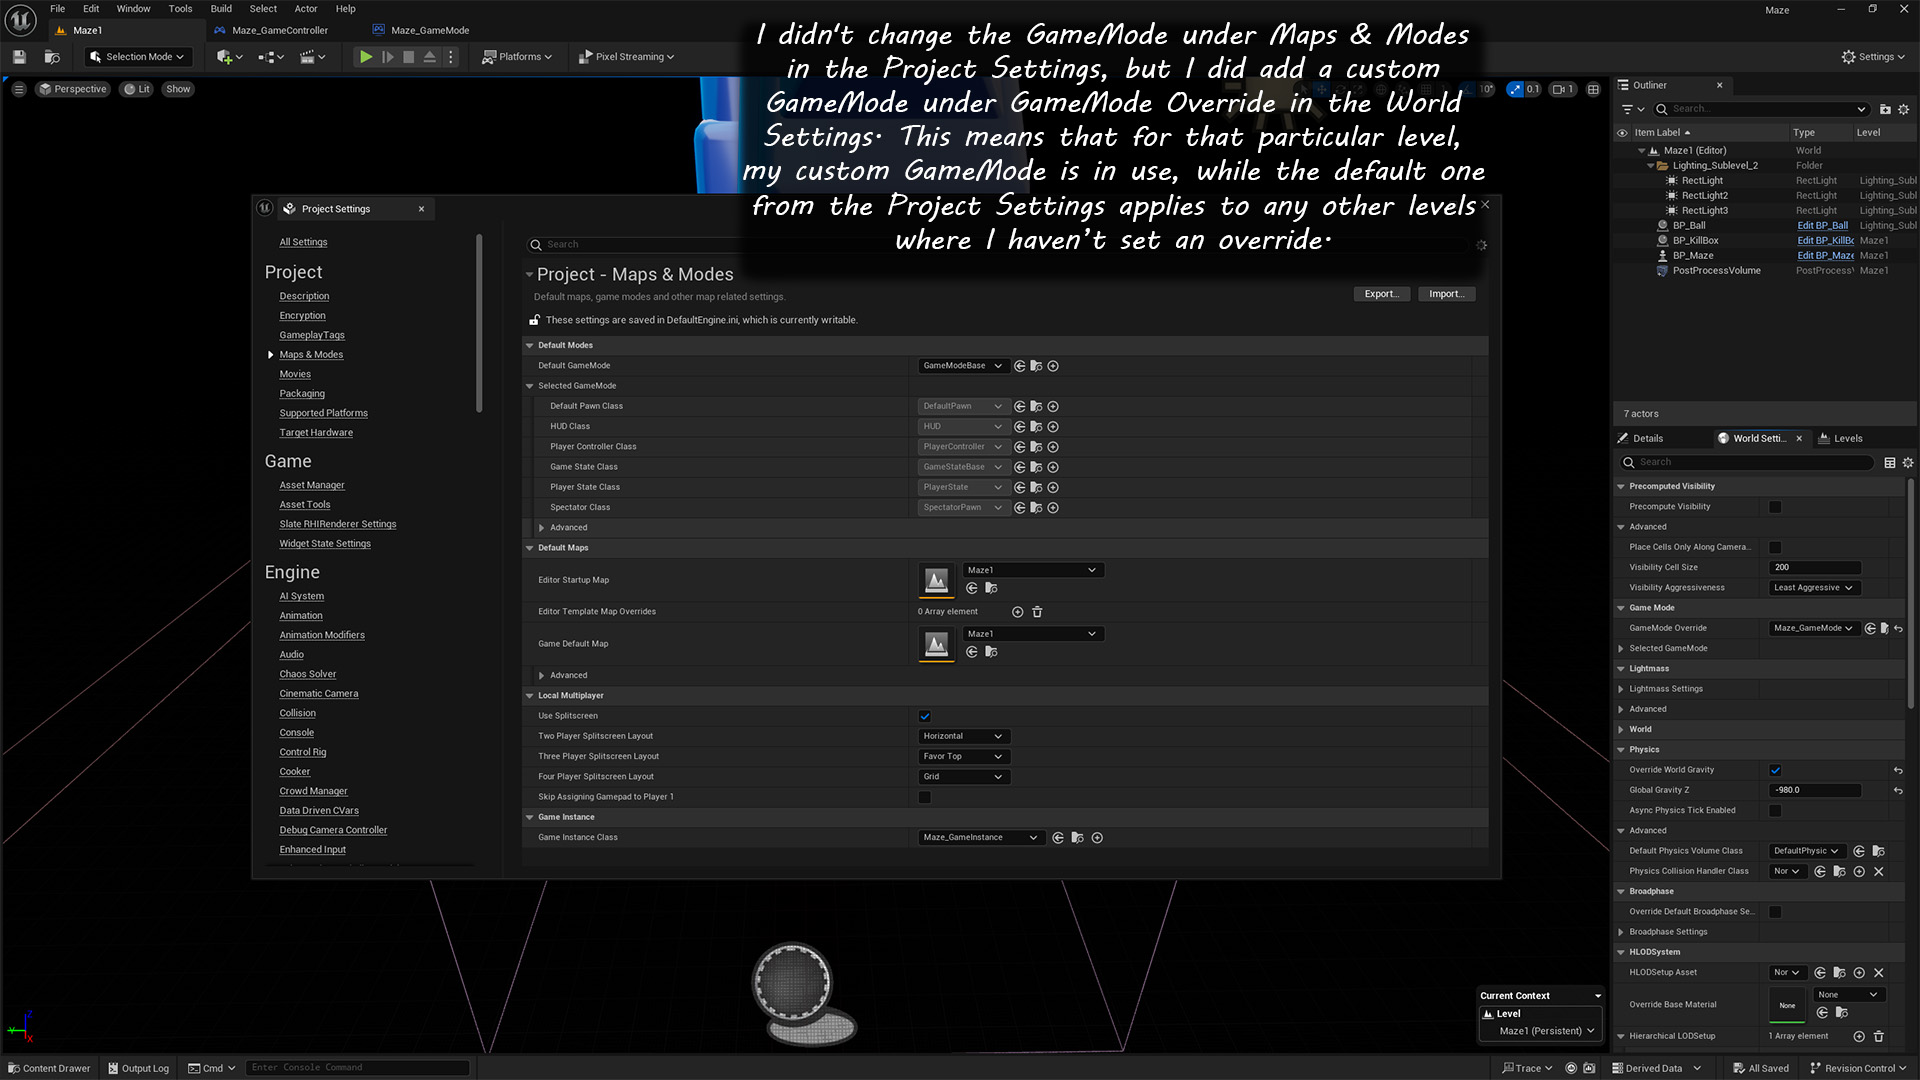 File Edit Window Tools Build Select Actor Help
Maze
Maze1
Maze_GameController
Maze_GameMode
Selection Mode
Platforms
Pixel Streaming
Settings
Perspective
Lit
Show
10°
0.1
1
I didn't change the GameMode under Maps & Modes
in the Project Settings, but I did add a custom
GameMode under GameMode Override in the World
Settings. This means that for that particular level,
my custom GameMode is in use, while the default one
from the Project Settings applies to any other levels
where I haven't set an override.
Project Settings
All Settings
Project
Description
Encryption
GameplayTags
Maps & Modes
Movies
Packaging
Supported Platforms
Target Hardware
Game
Asset Manager
Asset Tools
Slate RHIRenderer Settings
Widget State Settings
Engine
AI System
Animation
Animation Modifiers
Audio
Chaos Solver
Cinematic Camera
Collision
Console
Control Rig
Cooker
Crowd Manager
Data Driven CVars
Debug Camera Controller
Enhanced Input
Search
Project - Maps & Modes
Default maps, game modes and other map related settings.
Export...
Import...
These settings are saved in DefaultEngine.ini, which is currently writable.
Default Modes
Default GameMode GameModeBase
Selected GameMode
Default Pawn Class DefaultPawn
HUD Class HUD
Player Controller Class PlayerController
Game State Class GameStateBase
Player State Class PlayerState
Spectator Class SpectatorPawn
Advanced
Default Maps
Editor Startup Map Maze1
Editor Template Map Overrides 0 Array element
Game Default Map Maze1
Advanced
Local Multiplayer
Use Splitscreen
Two Player Splitscreen Layout Horizontal
Three Player Splitscreen Layout Favor Top
Four Player Splitscreen Layout Grid
Skip Assigning Gamepad to Player 1
Game Instance
Game Instance Class Maze_GameInstance
Outliner
Search...
Item Label Type Level
Maze1 (Editor) World
Lighting_Sublevel_2 Folder
RectLight RectLight Lighting_Subl
RectLight2 RectLight Lighting_Subl
RectLight3 RectLight Lighting_Subl
BP_Ball Edit BP_Ball Lighting_Subl
BP_KillBox Edit BP_KillBo Maze1
BP_Maze Edit BP_Maze Maze1
PostProcessVolume PostProcessV Maze1
7 actors
Details
World Setti...
Levels
Search
Precomputed Visibility
Precompute Visibility
Advanced
Place Cells Only Along Camera...
Visibility Cell Size 200
Visibility Aggressiveness Least Aggressive
Game Mode
GameMode Override Maze_GameMode
Selected GameMode
Lightmass
Lightmass Settings
Advanced
World
Physics
Override World Gravity
Global Gravity Z -980.0
Async Physics Tick Enabled
Advanced
Default Physics Volume Class DefaultPhysic
Physics Collision Handler Class Nor
Broadphase
Override Default Broadphase Se...
Broadphase Settings
HLODSystem
HLODSetup Asset Nor
Override Base Material None None
Hierarchical LODSetup 1 Array element
Current Context
Level
Maze1 (Persistent)
Z
Y
X
Content Drawer
Output Log
Cmd
Enter Console Command
Trace
Derived Data
All Saved
Revision Control